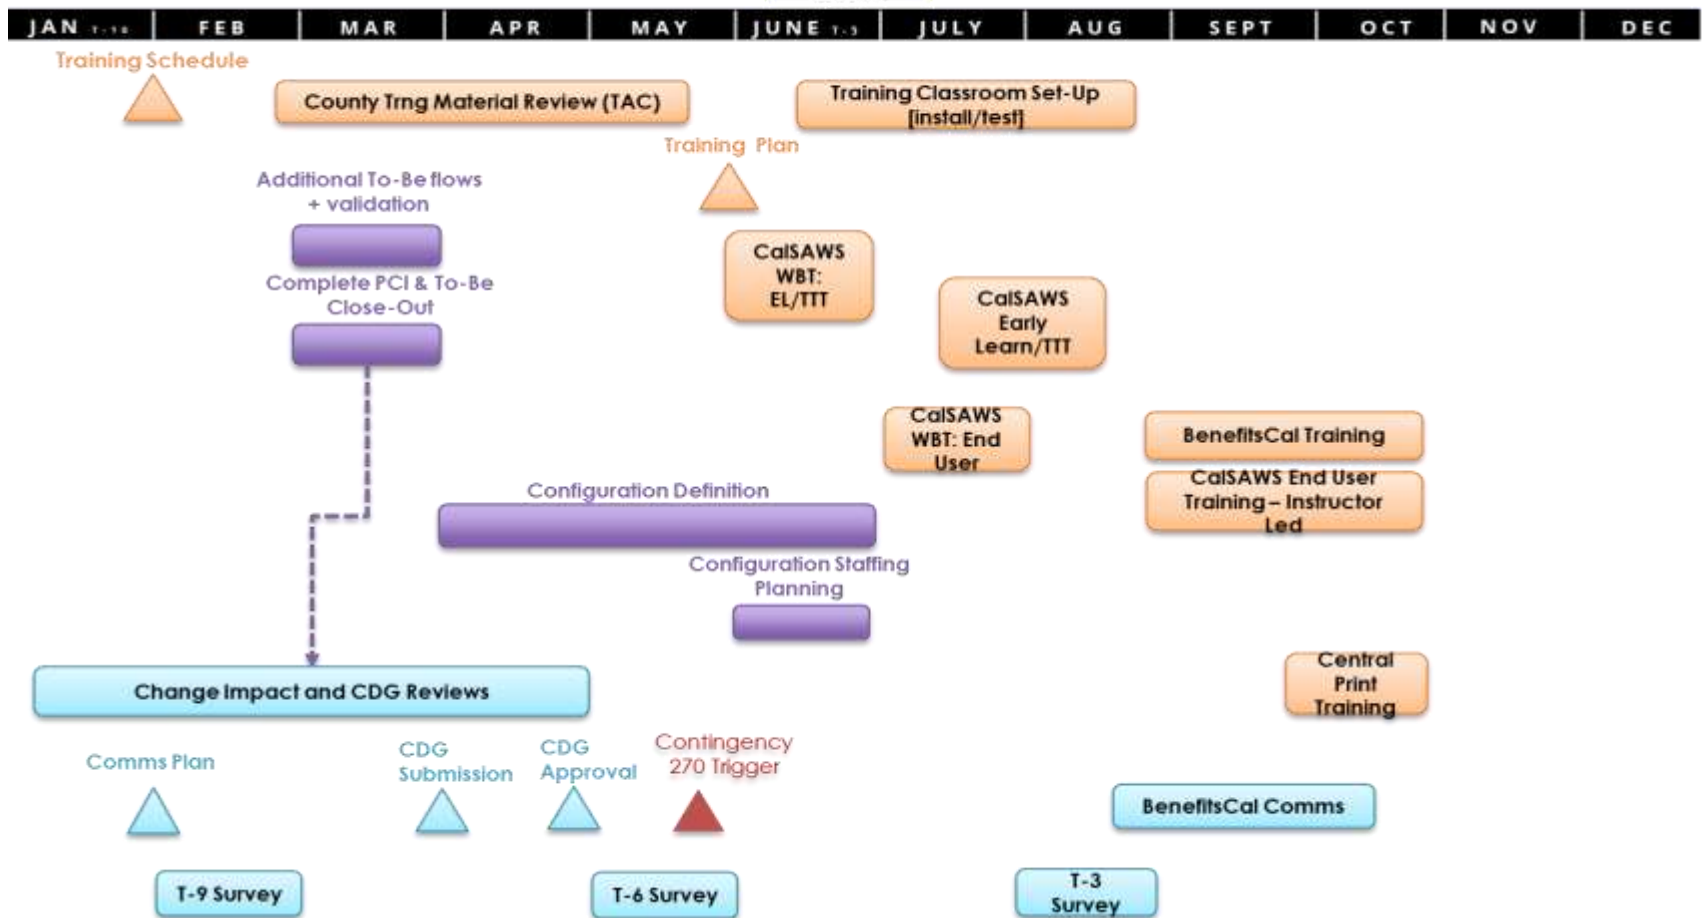 JAN T-10 FEB MAR APR MAY JUNE T-5 JULY AUG SEPT OCT NOV DEC
Training Schedule
County Trng Material Review (TAC)
Training Classroom Set-Up
[install/test]
Training Plan
Additional To-Be flows
+ validation
CalSAWS
WBT:
EL/TTT
Complete PCI & To-Be
Close-Out
CalSAWS
Early
Learn/TTT
CalSAWS
WBT: End
User
BenefitsCal Training
CalSAWS End User
Training – Instructor
Led
Configuration Definition
Configuration Staffing
Planning
Central
Print
Training
Change Impact and CDG Reviews
Comms Plan
CDG
Submission
CDG
Approval
Contingency
270 Trigger
BenefitsCal Comms
T-9 Survey
T-6 Survey
T-3
Survey